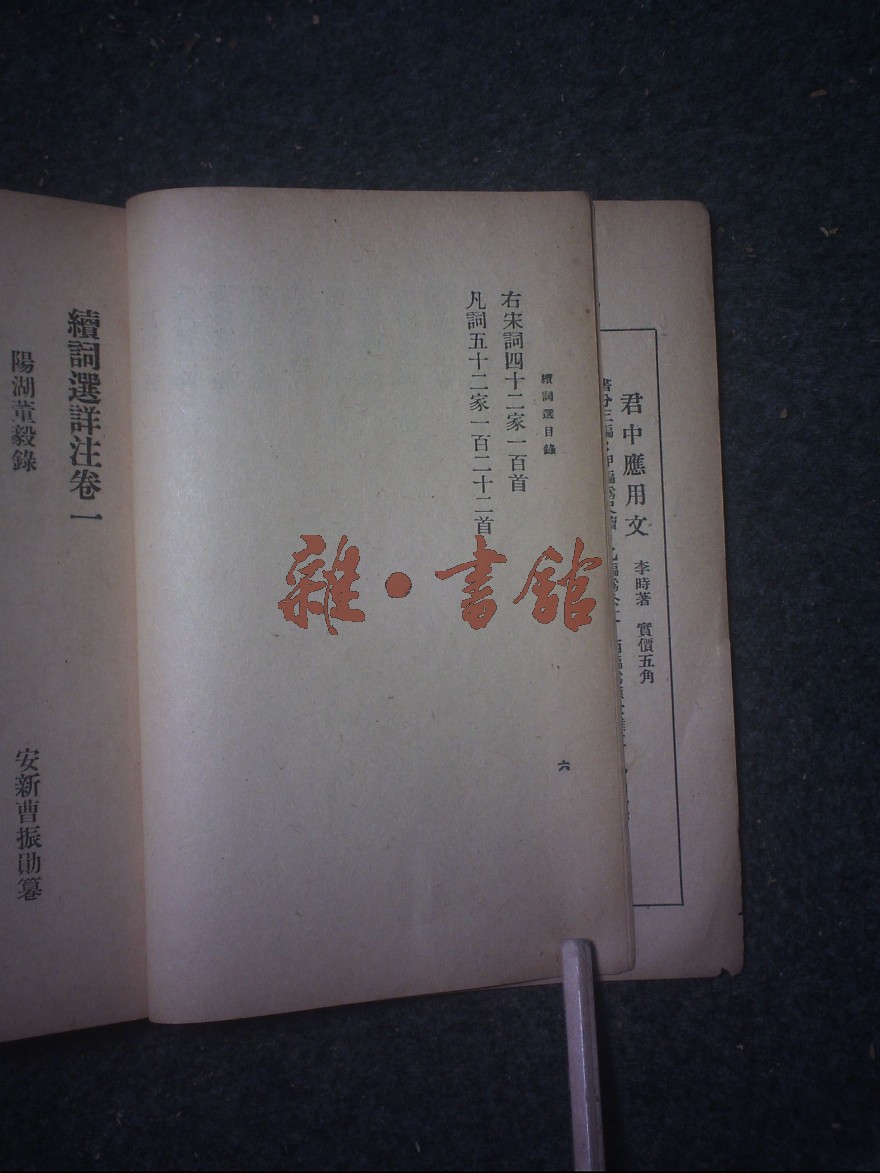 君中應用文 李時著 實價五角
續詞選目錄
右宋詞四十二家一百首
凡詞五十二家一百二十二首
六
續詞選詳注卷一
陽湖董毅錄
安新曹振勛篹
雜·書館